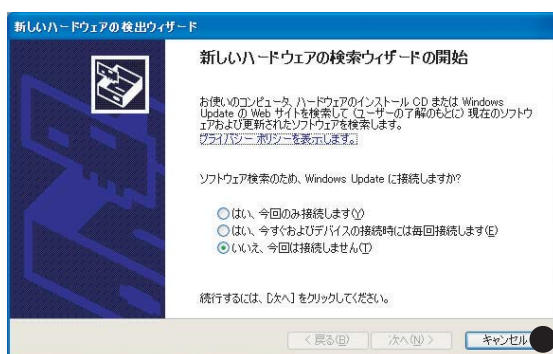 新しいハードウェアの検出ウィザード
新しいハードウェアの検索ウィザードの開始
お使いのコンピュータ、ハードウェアのインストール CD または Windows
Update の Web サイトを検索して (ユーザーの了解のもとに) 現在のソフトウ
ェアおよび更新されたソフトウェアを検索します。
プライバシー ポリシーを表示します。
ソフトウェア検索のため、Windows Update に接続しますか?
はい、今回のみ接続します(Y)
はい、今すぐおよびデバイスの接続時には毎回接続します(E)
いいえ、今回は接続しません(T)
続行するには、[次へ] をクリックしてください。
< 戻る(B) 次へ(N) > キャンセル